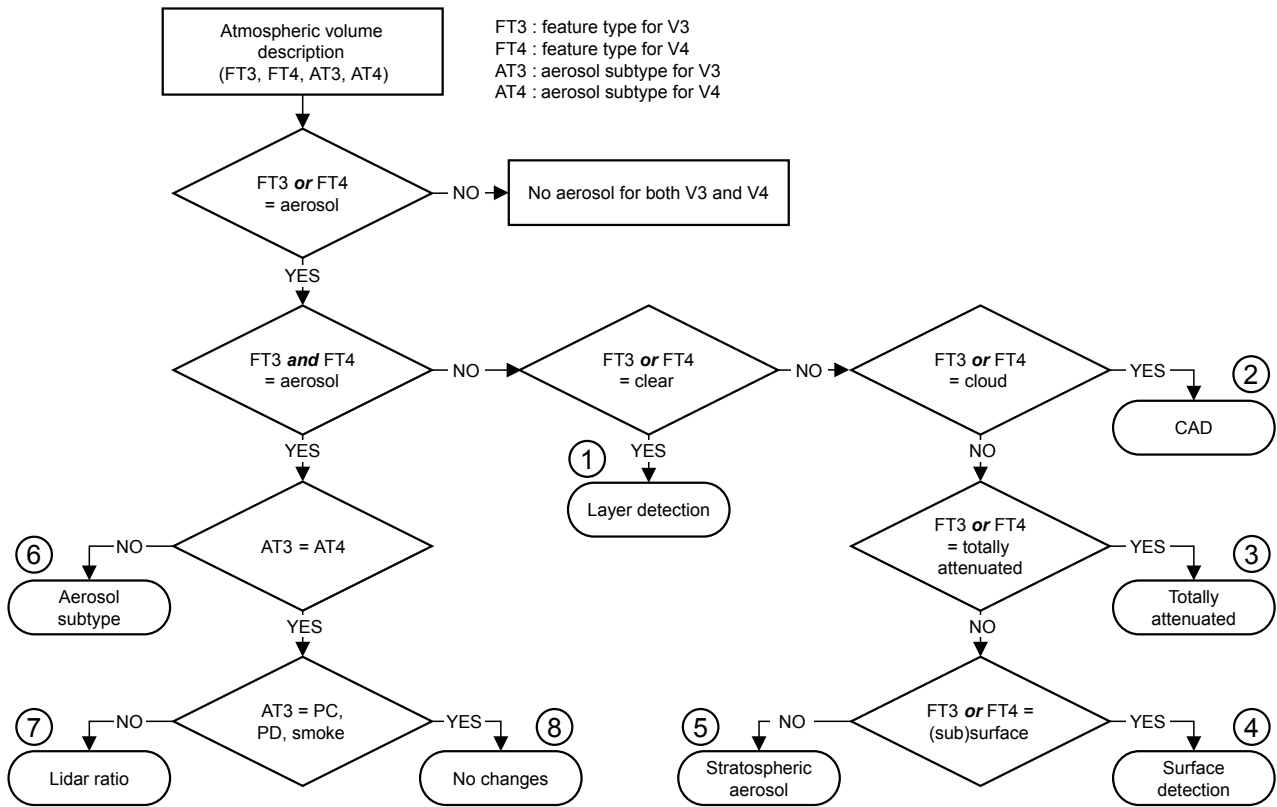 Atmospheric volume
description
(FT3, FT4, AT3, AT4)
FT3 : feature type for V3
FT4 : feature type for V4
AT3 : aerosol subtype for V3
AT4 : aerosol subtype for V4
FT3 or FT4
= aerosol
NO
No aerosol for both V3 and V4
YES
FT3 and FT4
= aerosol
NO
FT3 or FT4
= clear
NO
FT3 or FT4
= cloud
YES
2
CAD
YES
1
YES
Layer detection
NO
6
NO
AT3 = AT4
Aerosol
subtype
FT3 or FT4
= totally
attenuated
YES
3
Totally
attenuated
YES
NO
7
NO
AT3 = PC,
PD, smoke
YES
8
Lidar ratio
No changes
5
NO
FT3 or FT4 =
(sub)surface
YES
4
Stratospheric
aerosol
Surface
detection